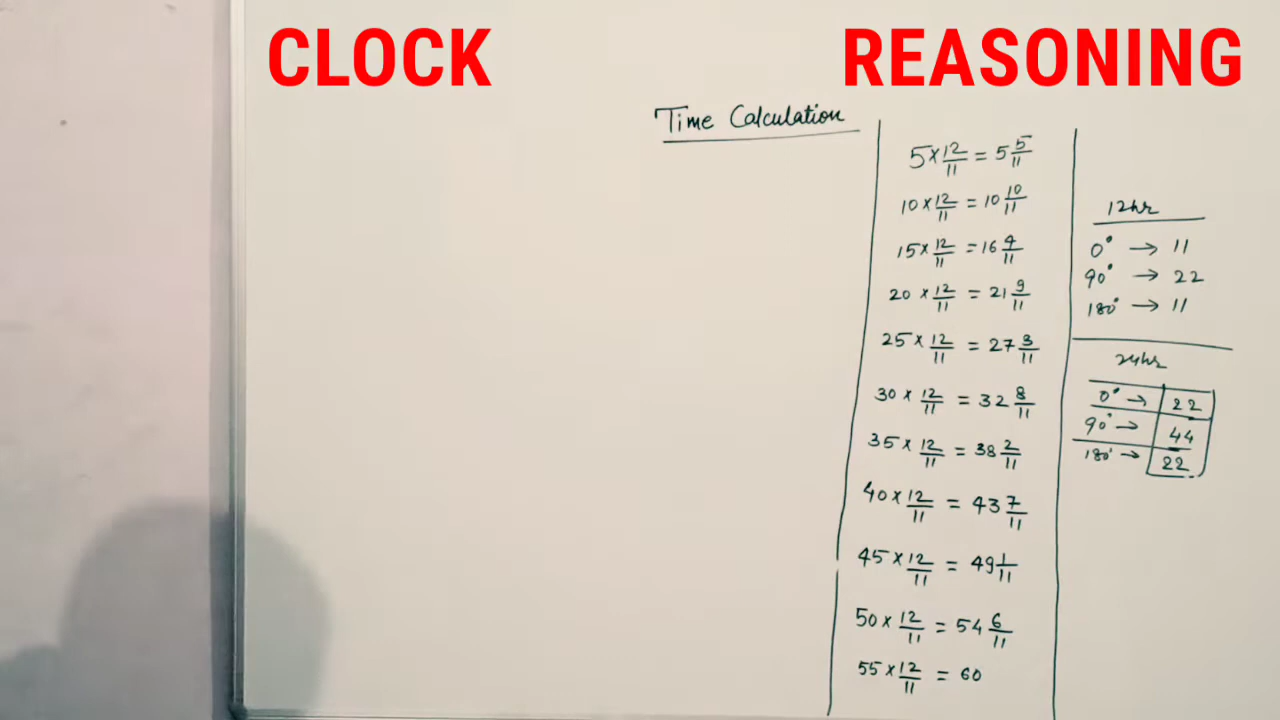 CLOCK REASONING
Time Calculation
5×12/11 = 5 5/11
10×12/11 = 10 10/11
15×12/11 = 16 4/11
20×12/11 = 21 9/11
25×12/11 = 27 3/11
30×12/11 = 32 8/11
35×12/11 = 38 2/11
40×12/11 = 43 7/11
45×12/11 = 49 1/11
50×12/11 = 54 6/11
55×12/11 = 60
12hr
0° → 11
90° → 22
180° → 11
24hr
0° → 22
90° → 44
180° → 22